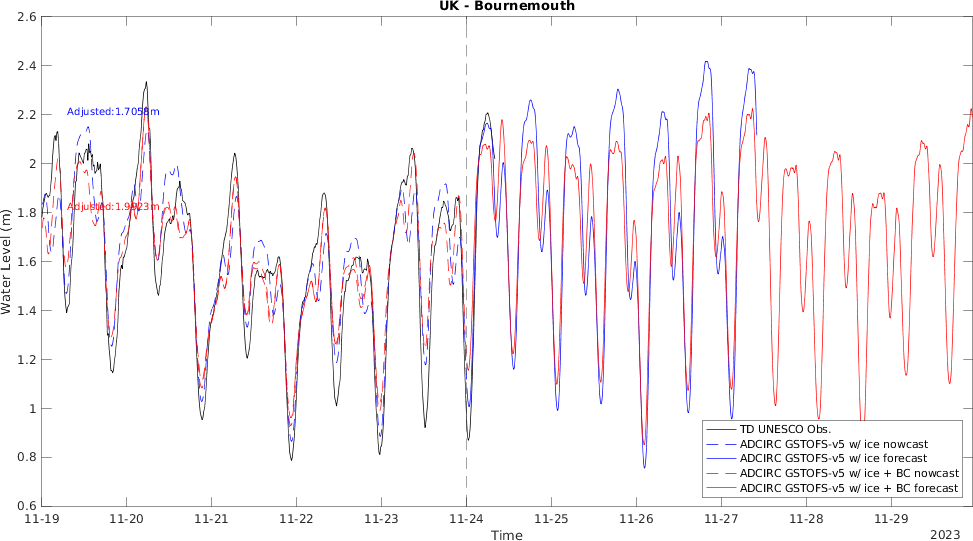 UK - Bournemouth
2.6
2.4
2.2
2
1.8
1.6
1.4
1.2
1
0.8
0.6
Water Level (m)
Adjusted:1.7058m
Adjusted:1.9923m
TD UNESCO Obs.
ADCIRC GSTOFS-v5 w/ ice nowcast
ADCIRC GSTOFS-v5 w/ ice forecast
ADCIRC GSTOFS-v5 w/ ice + BC nowcast
ADCIRC GSTOFS-v5 w/ ice + BC forecast
11-19 11-20 11-21 11-22 11-23 11-24 11-25 11-26 11-27 11-28 11-29
Time
2023